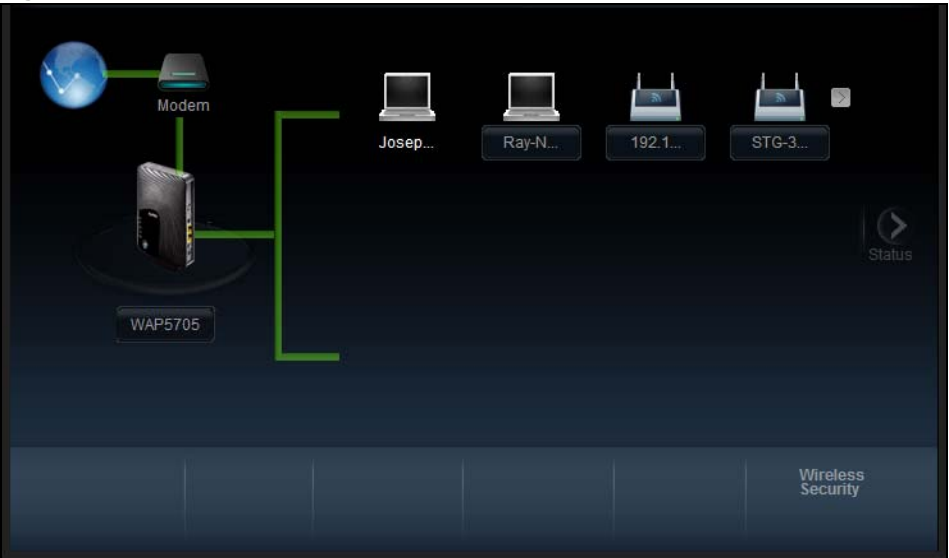 Modem
Josep...
Ray-N...
192.1...
STG-3...
Status
WAP5705
Wireless
Security